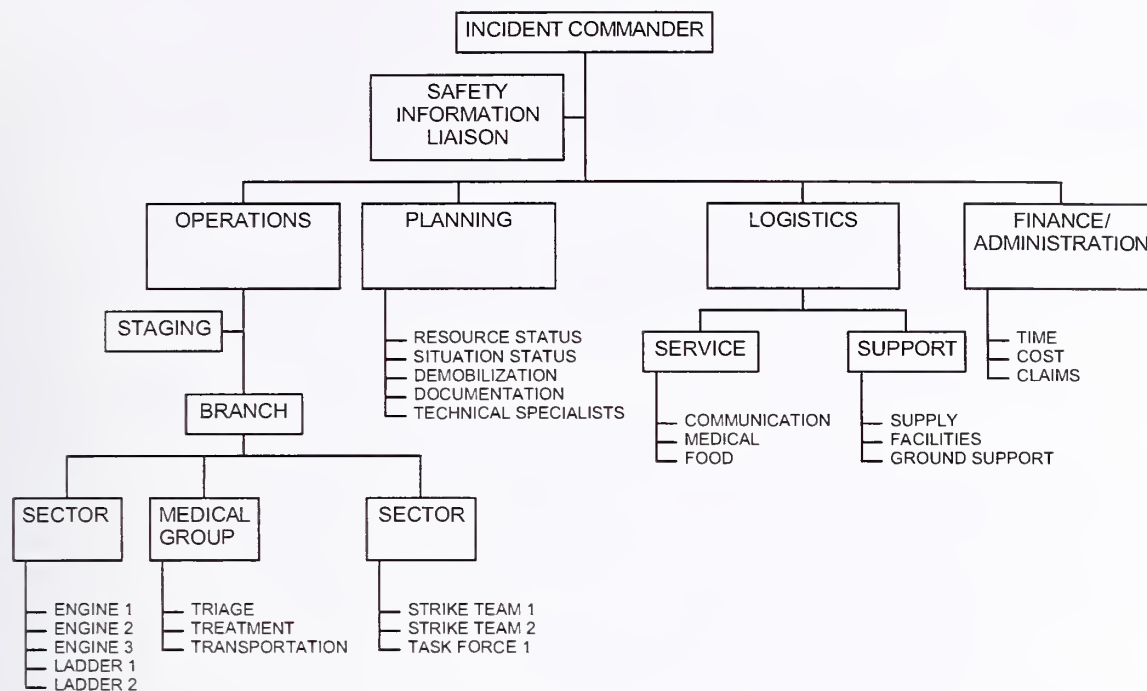 INCIDENT COMMANDER
SAFETY
INFORMATION
LIAISON
OPERATIONS
PLANNING
LOGISTICS
FINANCE/
ADMINISTRATION
STAGING
RESOURCE STATUS
SITUATION STATUS
DEMOBILIZATION
DOCUMENTATION
TECHNICAL SPECIALISTS
SERVICE
SUPPORT
TIME
COST
CLAIMS
BRANCH
COMMUNICATION
MEDICAL
FOOD
SUPPLY
FACILITIES
GROUND SUPPORT
SECTOR
MEDICAL
GROUP
SECTOR
ENGINE 1
ENGINE 2
ENGINE 3
LADDER 1
LADDER 2
TRIAGE
TREATMENT
TRANSPORTATION
STRIKE TEAM 1
STRIKE TEAM 2
TASK FORCE 1